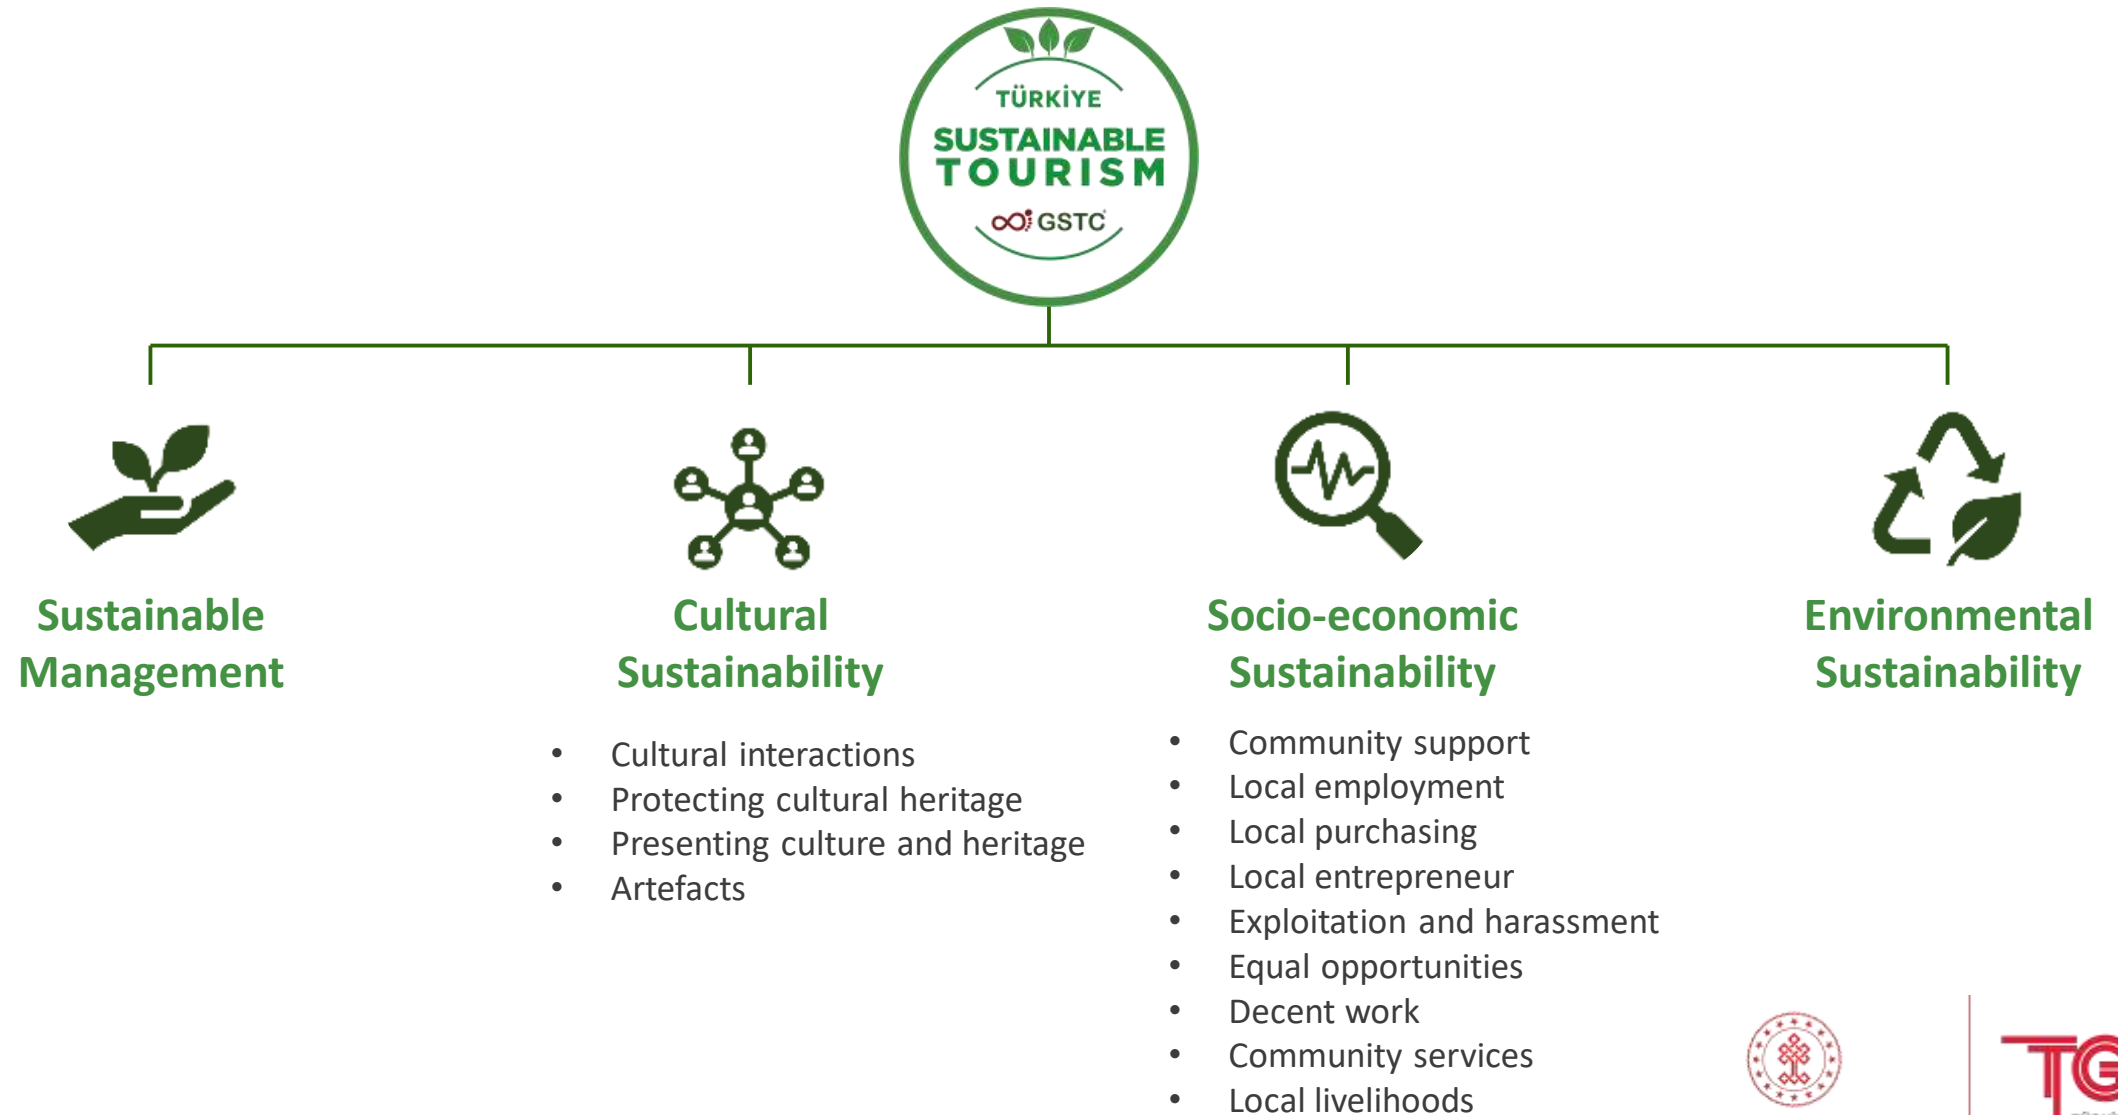 TÜRKİYE
SUSTAINABLE
TOURISM
GSTC
Sustainable
Management
Cultural
Sustainability
• Cultural interactions
• Protecting cultural heritage
• Presenting culture and heritage
• Artefacts
Socio-economic
Sustainability
• Community support
• Local employment
• Local purchasing
• Local entrepreneur
• Exploitation and harassment
• Equal opportunities
• Decent work
• Community services
• Local livelihoods
Environmental
Sustainability
TG